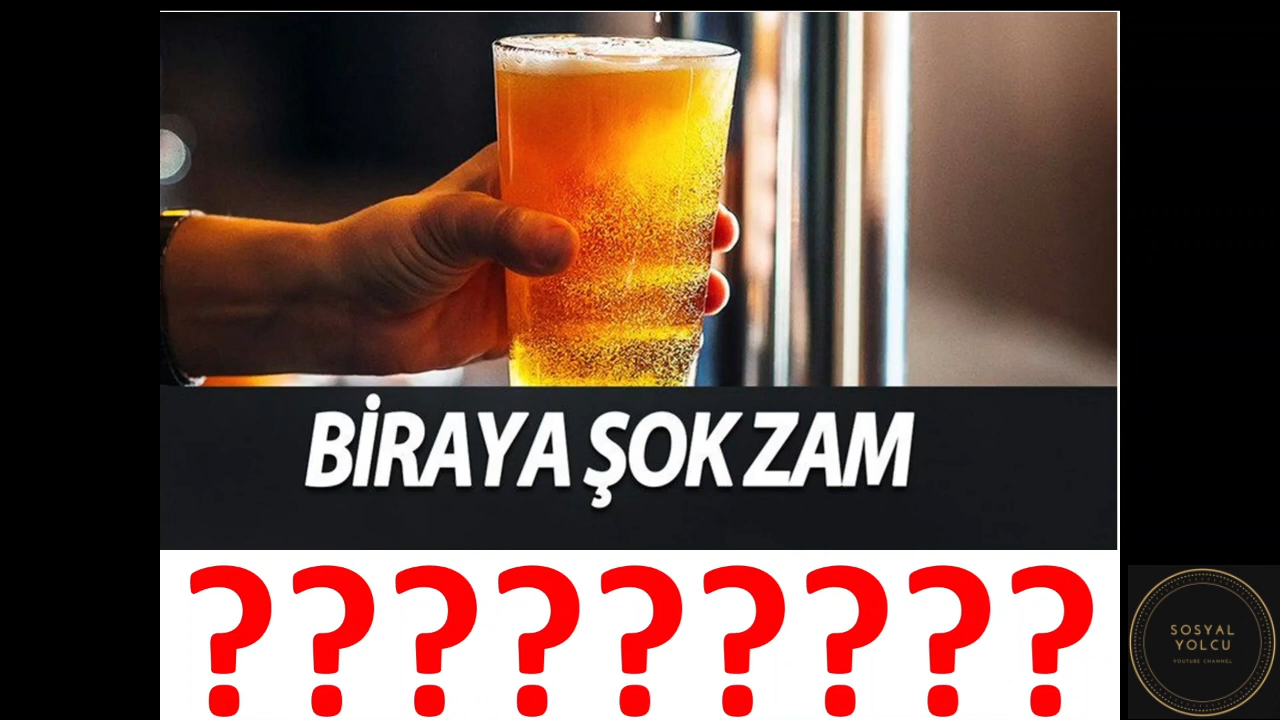 BİRAYA ŞOK ZAM
?????????
SOSYAL
YOLCU
YOUTUBE CHANNEL